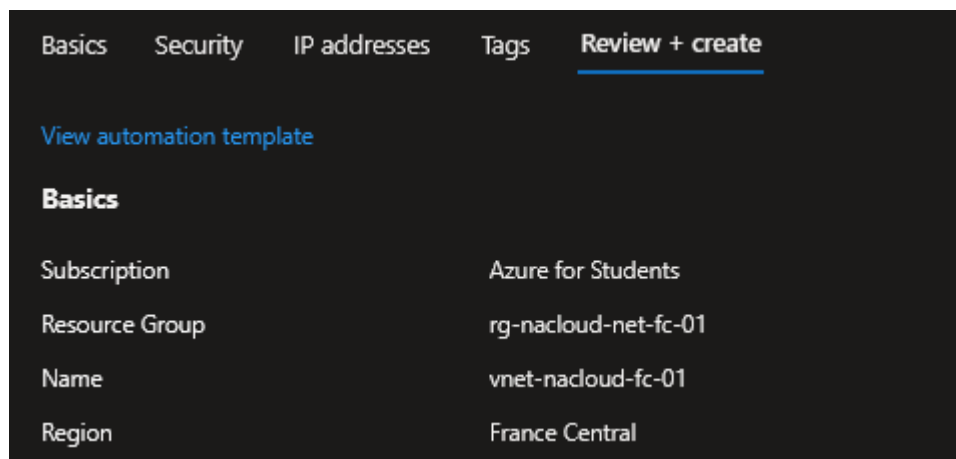 Basics Security IP addresses Tags Review + create
View automation template
Basics
Subscription Azure for Students
Resource Group rg-nacloud-net-fc-01
Name vnet-nacloud-fc-01
Region France Central